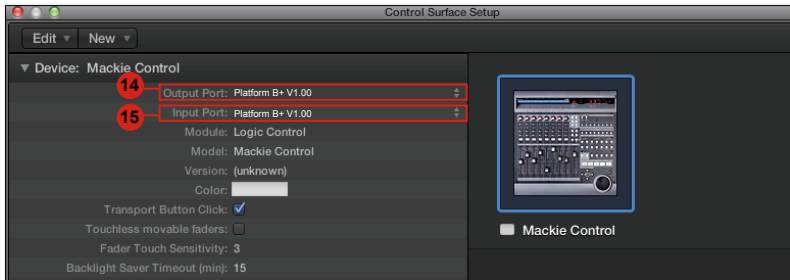 Control Surface Setup
Edit New
Device: Mackie Control
14
Output Port: Platform B+ V1.00
15
Input Port: Platform B+ V1.00
Module: Logic Control
Model: Mackie Control
Version: (unknown)
Color:
Transport Button Click:
Touchless movable faders:
Fader Touch Sensitivity: 3
Backlight Saver Timeout (min): 15
Mackie Control